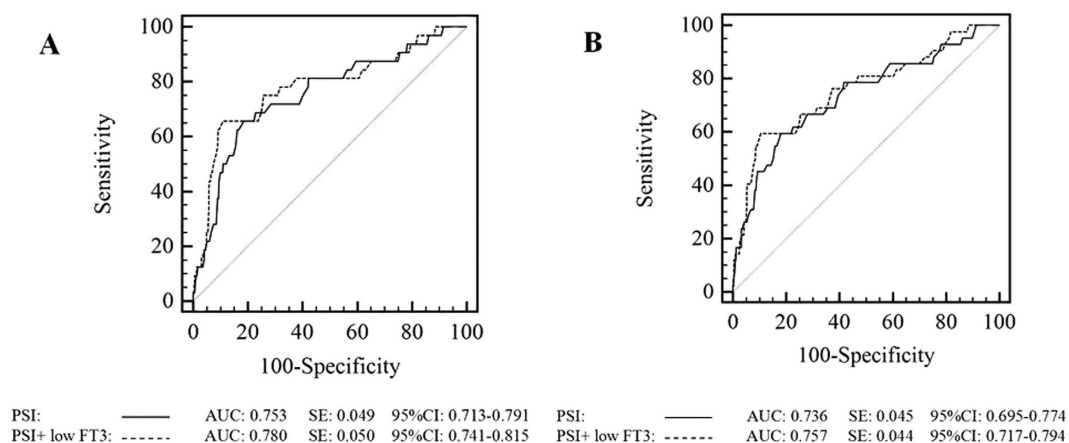 A
100
80
60
40
20
0
Sensitivity
0 20 40 60 80 100
100-Specificity
PSI: AUC: 0.753 SE: 0.049 95%CI: 0.713-0.791
PSI+ low FT3: AUC: 0.780 SE: 0.050 95%CI: 0.741-0.815
B
100
80
60
40
20
0
Sensitivity
0 20 40 60 80 100
100-Specificity
PSI: AUC: 0.736 SE: 0.045 95%CI: 0.695-0.774
PSI+ low FT3: AUC: 0.757 SE: 0.044 95%CI: 0.717-0.794